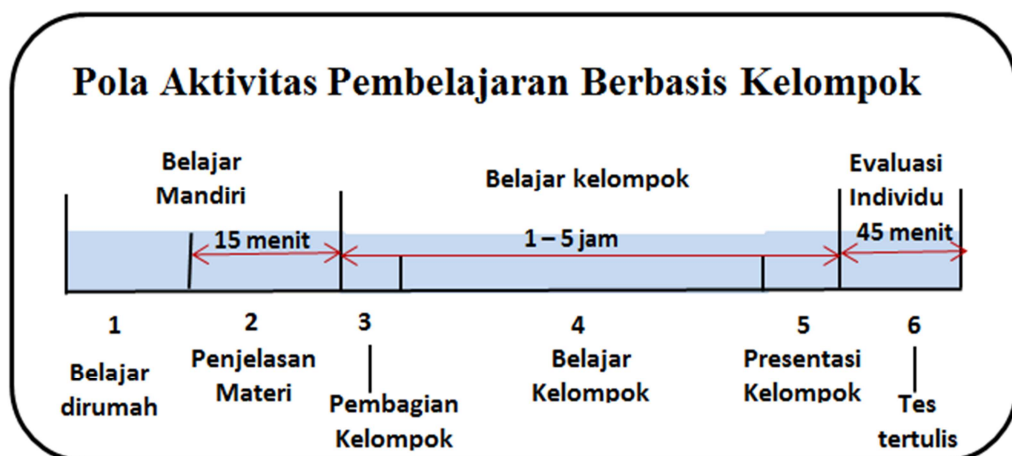 Pola Aktivitas Pembelajaran Berbasis Kelompok
Belajar
Mandiri
Belajar kelompok
Evaluasi
Individu
15 menit
1 – 5 jam
45 menit
1
2
3
4
5
6
Belajar
dirumah
Penjelasan
Materi
Pembagian
Kelompok
Belajar
Kelompok
Presentasi
Kelompok
Tes
tertulis